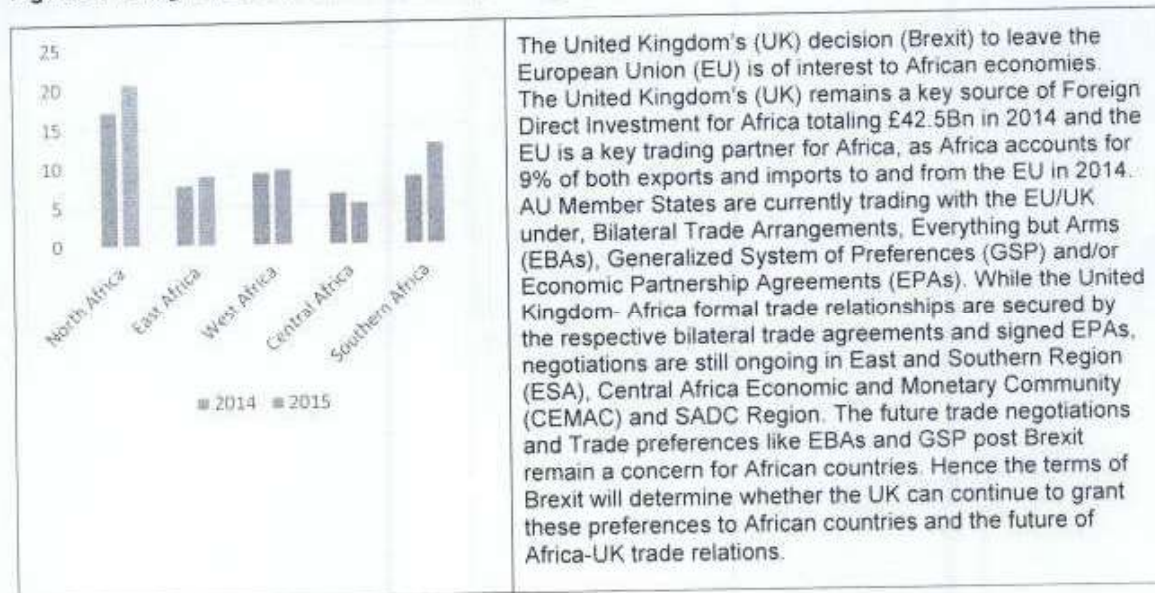 25
20
15
10
5
0
North Africa
East Africa
West Africa
Central Africa
Southern Africa
2014 2015
The United Kingdom's (UK) decision (Brexit) to leave the
European Union (EU) is of interest to African economies.
The United Kingdom's (UK) remains a key source of Foreign
Direct Investment for Africa totaling £42.5Bn in 2014 and the
EU is a key trading partner for Africa, as Africa accounts for
9% of both exports and imports to and from the EU in 2014.
AU Member States are currently trading with the EU/UK
under, Bilateral Trade Arrangements, Everything but Arms
(EBAs), Generalized System of Preferences (GSP) and/or
Economic Partnership Agreements (EPAs). While the United
Kingdom- Africa formal trade relationships are secured by
the respective bilateral trade agreements and signed EPAs,
negotiations are still ongoing in East and Southern Region
(ESA), Central Africa Economic and Monetary Community
(CEMAC) and SADC Region. The future trade negotiations
and Trade preferences like EBAs and GSP post Brexit
remain a concern for African countries. Hence the terms of
Brexit will determine whether the UK can continue to grant
these preferences to African countries and the future of
Africa-UK trade relations.